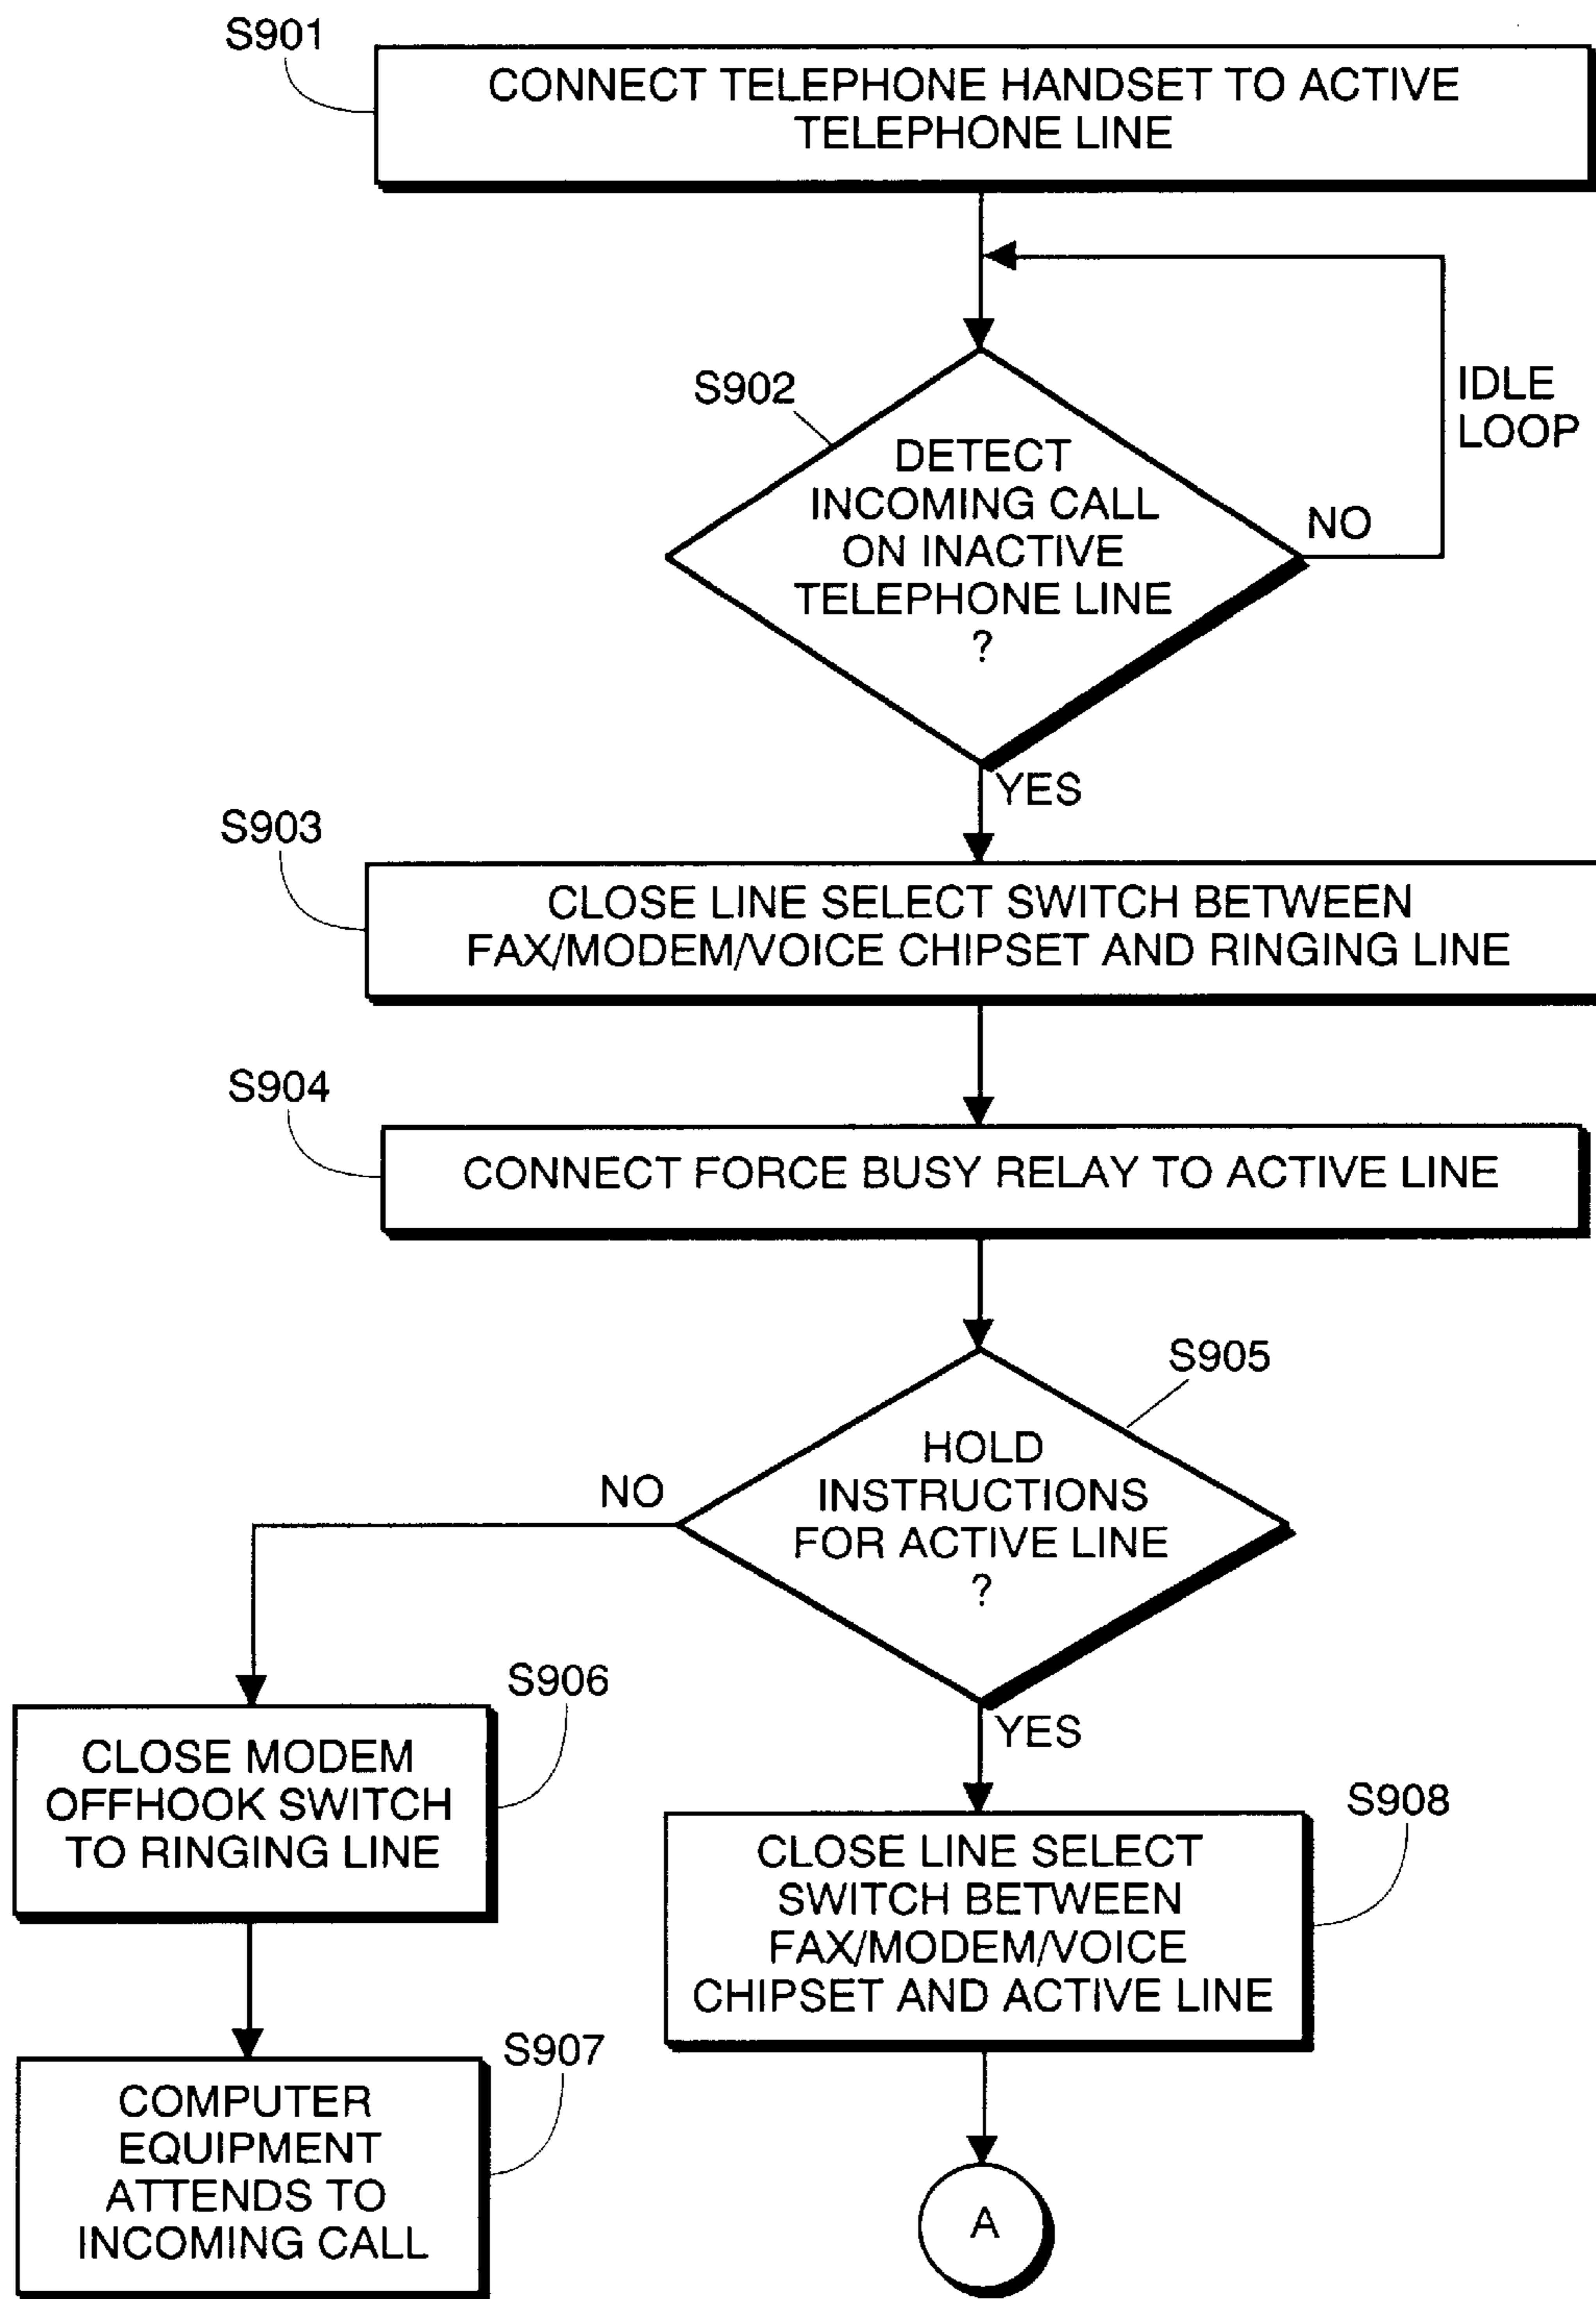 S901
CONNECT TELEPHONE HANDSET TO ACTIVE
TELEPHONE LINE
S902
DETECT
INCOMING CALL
ON INACTIVE
TELEPHONE LINE
?
IDLE
LOOP
NO
YES
S903
CLOSE LINE SELECT SWITCH BETWEEN
FAX/MODEM/VOICE CHIPSET AND RINGING LINE
S904
CONNECT FORCE BUSY RELAY TO ACTIVE LINE
S905
HOLD
INSTRUCTIONS
FOR ACTIVE LINE
?
NO
YES
S906
CLOSE MODEM
OFFHOOK SWITCH
TO RINGING LINE
S908
CLOSE LINE SELECT
SWITCH BETWEEN
FAX/MODEM/VOICE
CHIPSET AND ACTIVE LINE
S907
COMPUTER
EQUIPMENT
ATTENDS TO
INCOMING CALL
A